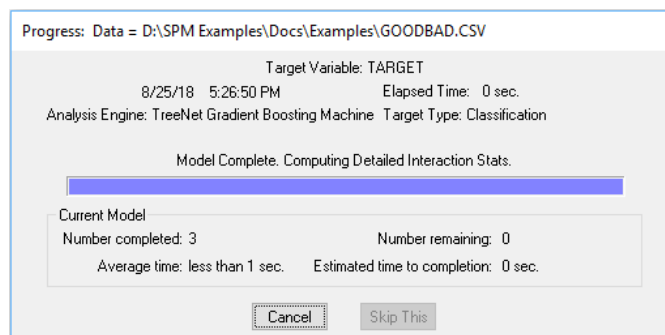 Progress: Data = D:\SPM Examples\Docs\Examples\GOODBAD.CSV
Target Variable: TARGET
8/25/18 5:26:50 PM Elapsed Time: 0 sec.
Analysis Engine: TreeNet Gradient Boosting Machine Target Type: Classification
Model Complete. Computing Detailed Interaction Stats.
Current Model
Number completed: 3 Number remaining: 0
Average time: less than 1 sec. Estimated time to completion: 0 sec.
Cancel Skip This